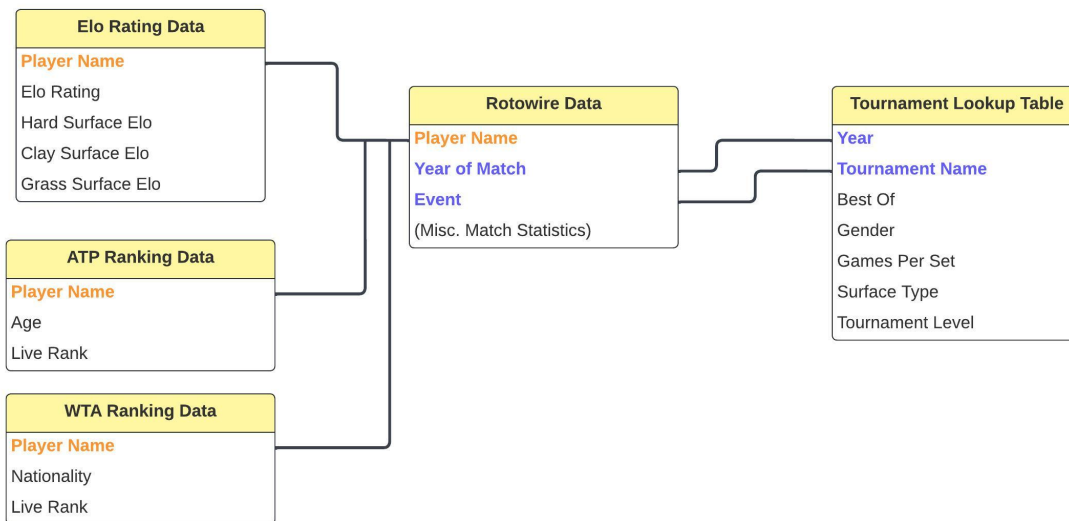 Elo Rating Data
Player Name
Elo Rating
Hard Surface Elo
Clay Surface Elo
Grass Surface Elo
ATP Ranking Data
Player Name
Age
Live Rank
WTA Ranking Data
Player Name
Nationality
Live Rank
Rotowire Data
Player Name
Year of Match
Event
(Misc. Match Statistics)
Tournament Lookup Table
Year
Tournament Name
Best Of
Gender
Games Per Set
Surface Type
Tournament Level